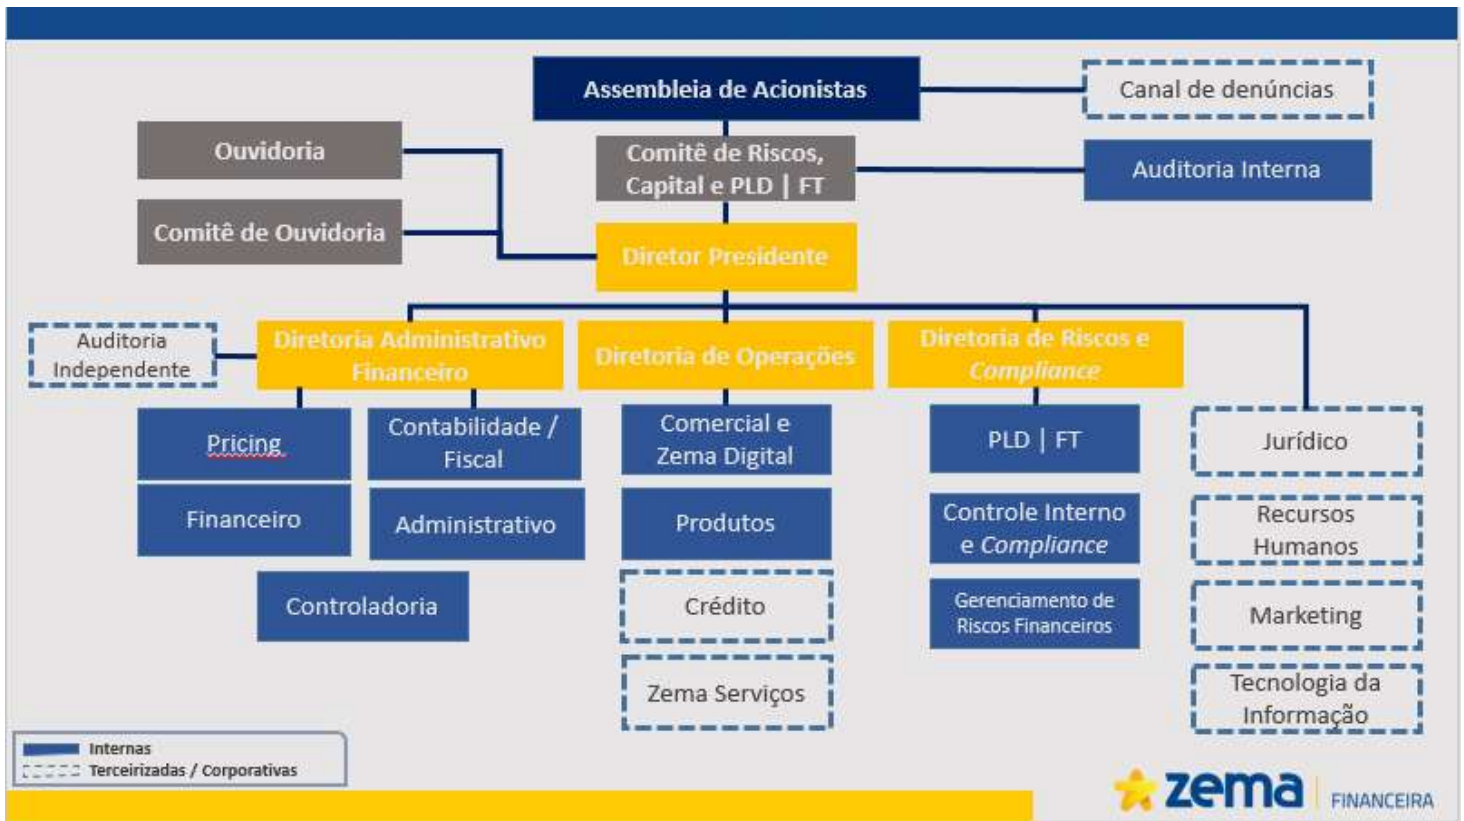 Assembleia de Acionistas
Canal de denúncias
Ouvidoria
Comitê de Riscos,
Capital e PLD | FT
Auditoria Interna
Comitê de Ouvidoria
Diretor Presidente
Auditoria
Independente
Diretoria Administrativo
Financeiro
Diretoria de Operações
Diretoria de Riscos e
Compliance
Pricing
Contabilidade /
Fiscal
Comercial e
Zema Digital
PLD | FT
Jurídico
Financeiro
Administrativo
Produtos
Controle Interno
e Compliance
Recursos
Humanos
Controladoria
Crédito
Gerenciamento de
Riscos Financeiros
Marketing
Zema Serviços
Tecnologia da
Informação
Internas
Terceirizadas / Corporativas
zema FINANCEIRA